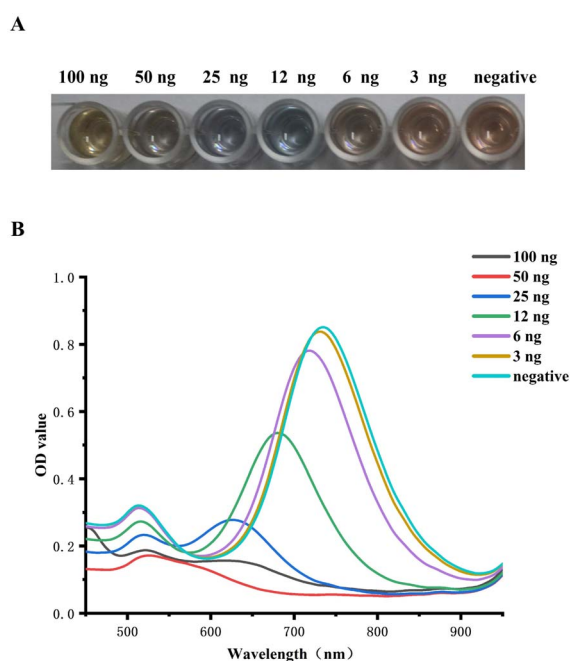 A
100 ng 50 ng 25 ng 12 ng 6 ng 3 ng negative
B
100 ng
50 ng
25 ng
12 ng
6 ng
3 ng
negative
1.0
0.8
0.6
0.4
0.2
0.0
OD value
500 600 700 800 900
Wavelength（nm）